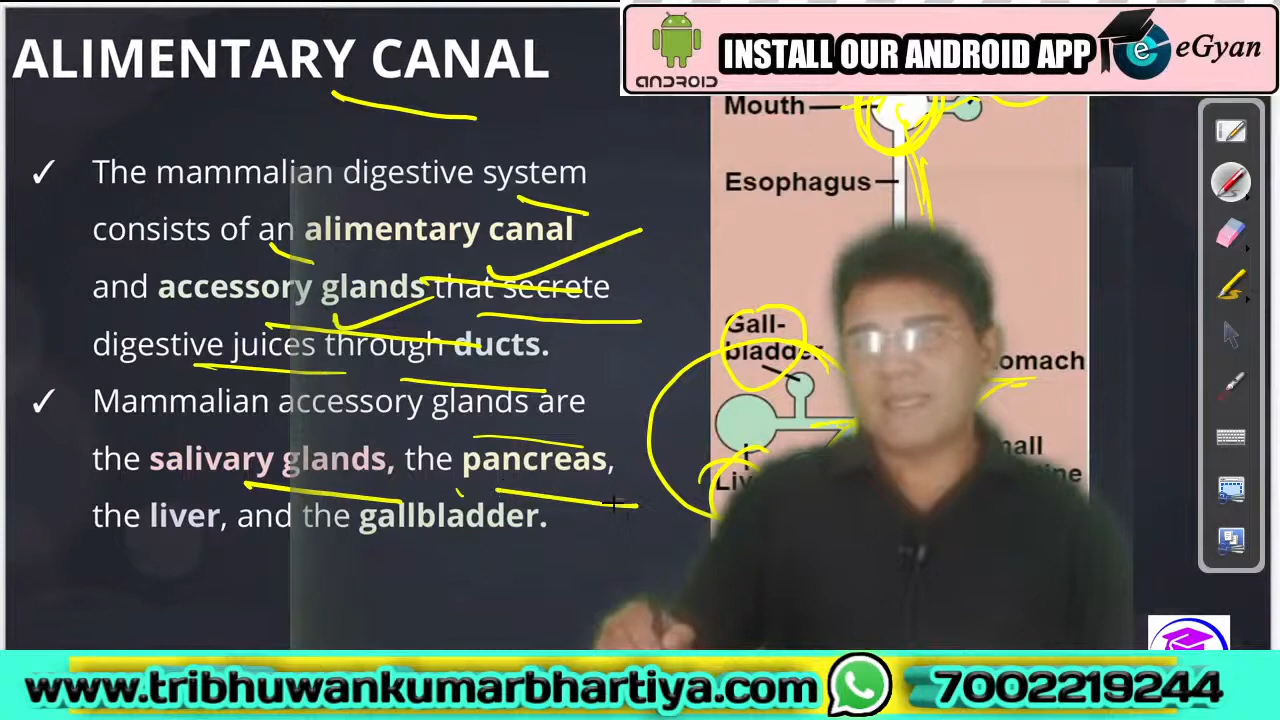 ALIMENTARY CANAL
ANDROID
INSTALL OUR ANDROID APP
e
eGyan
✓ The mammalian digestive system
consists of an alimentary canal
and accessory glands that secrete
digestive juices through ducts.
✓ Mammalian accessory glands are
the salivary glands, the pancreas,
the liver, and the gallbladder.
Mouth
Esophagus
Gall-
bladder
www.tribhuwankumarbhartiya.com 7002219244